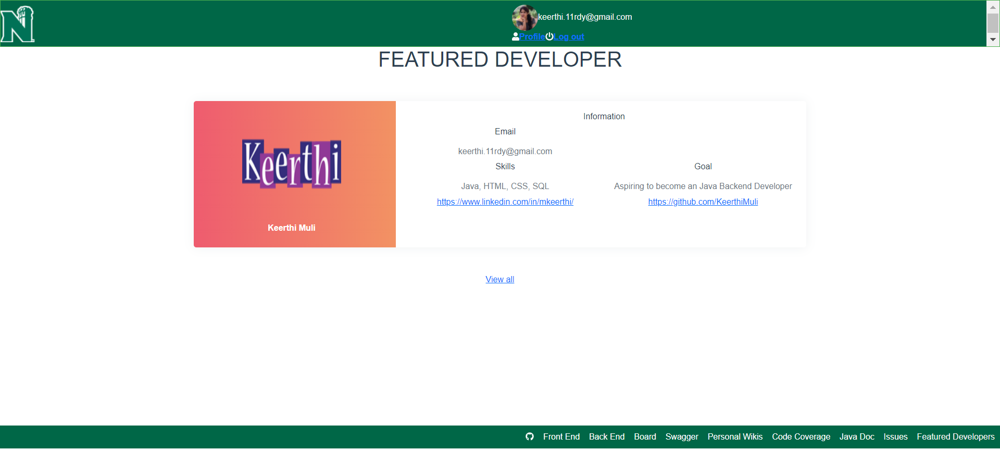 N
keerthi.11rdy@gmail.com
Profile Log out
FEATURED DEVELOPER
Keerthi
Keerthi Muli
Information
Email
keerthi.11rdy@gmail.com
Skills
Goal
Java, HTML, CSS, SQL
Aspiring to become an Java Backend Developer
https://www.linkedin.com/in/mkeerthi/
https://github.com/KeerthiMuli
View all
Front End Back End Board Swagger Personal Wikis Code Coverage Java Doc Issues Featured Developers